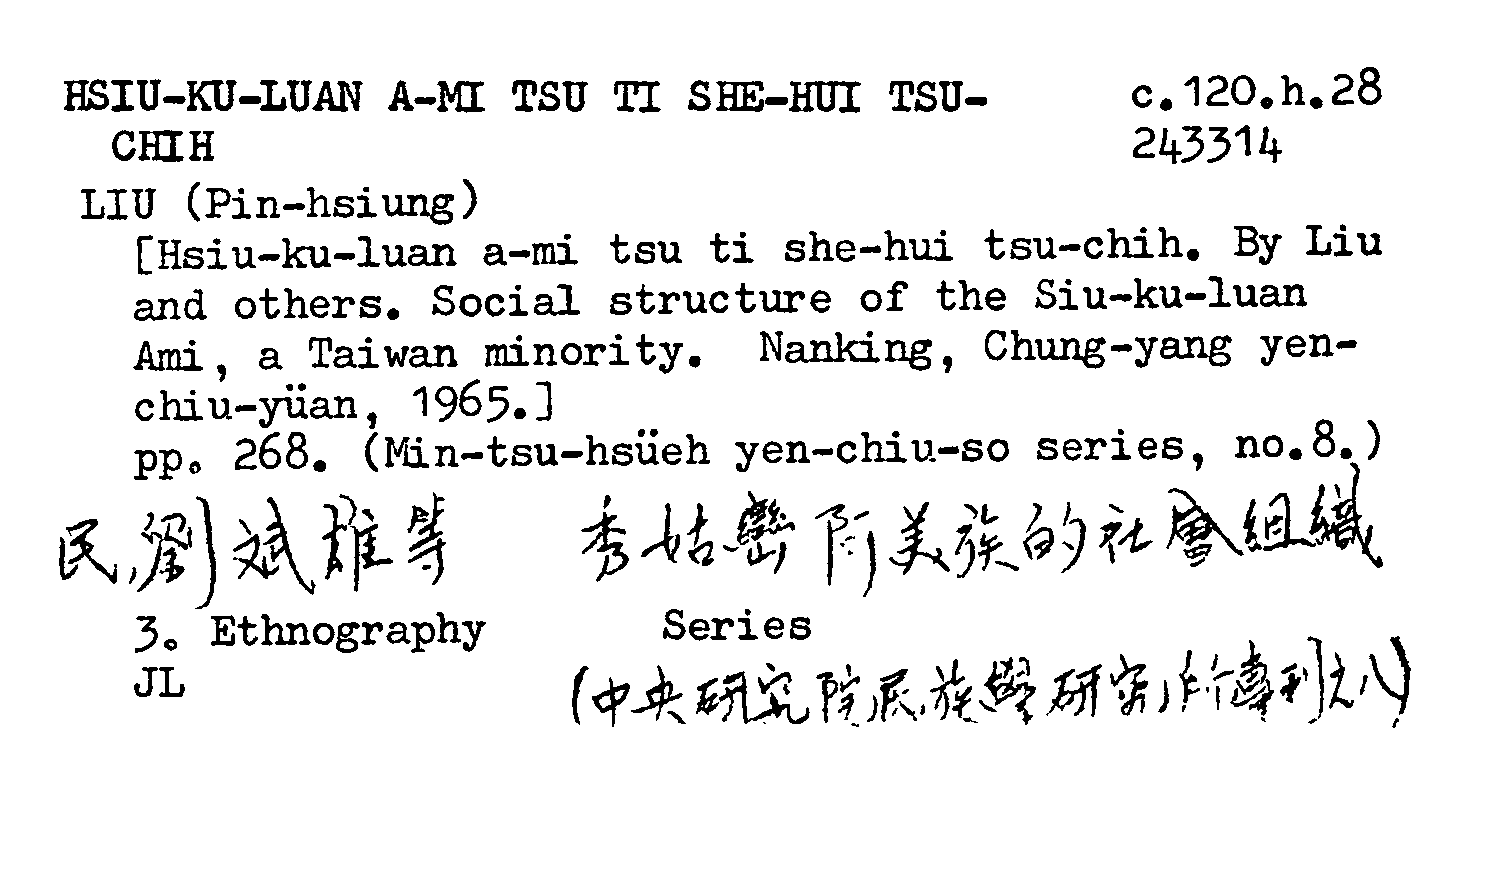 HSIU-KU-LUAN A-MI TSU TI SHE-HUI TSU- c.120.h.28
CHIH 243314
LIU (Pin-hsiung)
[Hsiu-ku-luan a-mi tsu ti she-hui tsu-chih. By Liu
and others. Social structure of the Siu-ku-luan
Ami, a Taiwan minority. Nanking, Chung-yang yen-
chiu-yüan, 1965.]
pp. 268. (Min-tsu-hsüeh yen-chiu-so series, no.8.)
民,劉斌雄等 秀姑巒阿美族的社會組織
3. Ethnography Series
JL (中央研究院民族學研究所專刊之八)